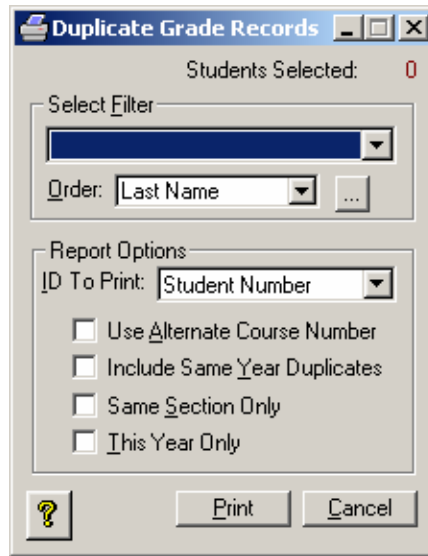 Duplicate Grade Records
Students Selected: 0
Select Filter
Order: Last Name ...
Report Options
ID To Print: Student Number
Use Alternate Course Number
Include Same Year Duplicates
Same Section Only
This Year Only
? Print Cancel